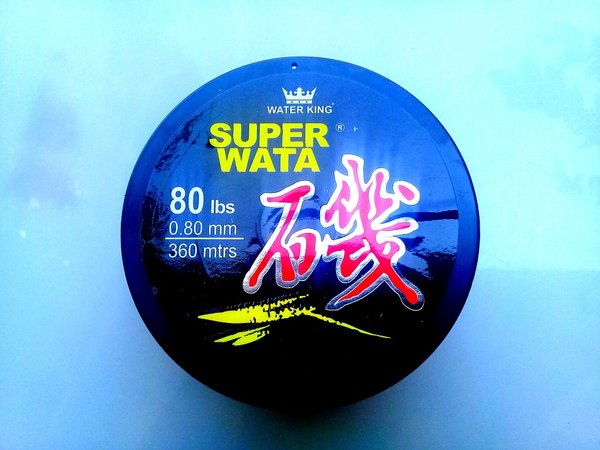 WATER KING®
SUPER ®
WATA
80 lbs
0.80 mm
360 mtrs
磯